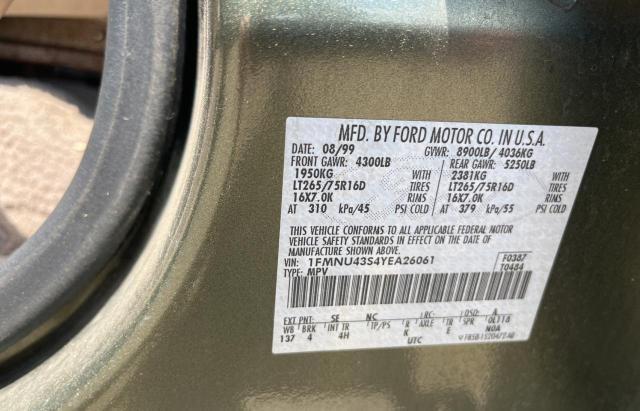 MFD. BY FORD MOTOR CO. IN U.S.A.
DATE: 08/99 GVWR: 8900LB/ 4036KG
FRONT GAWR: 4300LB REAR GAWR: 5250LB
1950KG 2381KG
LT265/75R16D TIRES LT265/75R16D TIRES
16X7.0K RIMS 16X7.0K RIMS
AT 310 kPa/45 PSI COLD AT 379 kPa/55 PSI COLD
THIS VEHICLE CONFORMS TO ALL APPLICABLE FEDERAL MOTOR
VEHICLE SAFETY STANDARDS IN EFFECT ON THE DATE OF
MANUFACTURE SHOWN ABOVE.
VIN: 1FMNU43S4YEA26061 F0387
TYPE: MPV T0484
EXT PNT: SE NC RC: DSO: A
WB BRK INT TR TP/PS R AXLE TR SPR 0L118
137 4 4H K E N0A
UTC